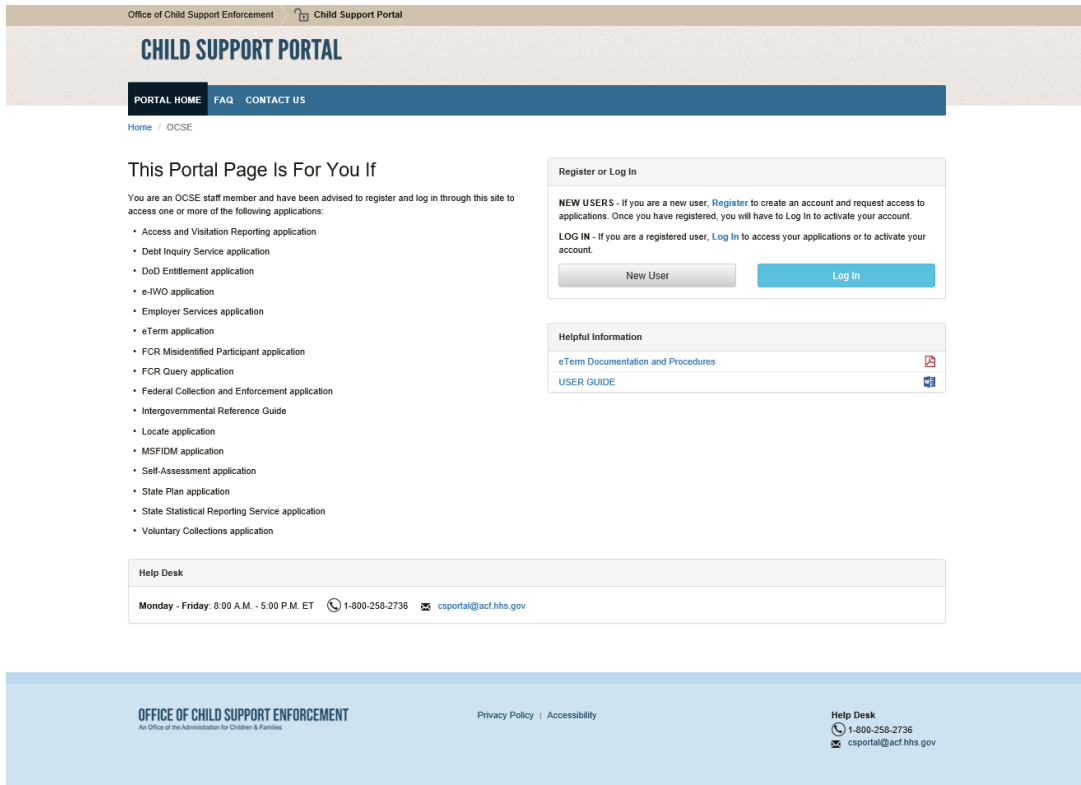 Office of Child Support Enforcement
Child Support Portal
CHILD SUPPORT PORTAL
PORTAL HOME FAQ CONTACT US
Home / OCSE
This Portal Page Is For You If
You are an OCSE staff member and have been advised to register and log in through this site to
access one or more of the following applications:
• Access and Visitation Reporting application
• Debt Inquiry Service application
• DoD Entitlement application
• e-IWO application
• Employer Services application
• eTerm application
• FCR Misidentified Participant application
• FCR Query application
• Federal Collection and Enforcement application
• Intergovernmental Reference Guide
• Locate application
• MSFIDM application
• Self-Assessment application
• State Plan application
• State Statistical Reporting Service application
• Voluntary Collections application
Register or Log In
NEW USERS - If you are a new user, Register to create an account and request access to
applications. Once you have registered, you will have to Log In to activate your account.
LOG IN - If you are a registered user, Log In to access your applications or to activate your
account.
New User
Log In
Helpful Information
eTerm Documentation and Procedures
USER GUIDE
Help Desk
Monday - Friday: 8:00 A.M. - 5:00 P.M. ET 1-800-258-2736 csportal@acf.hhs.gov
OFFICE OF CHILD SUPPORT ENFORCEMENT
An Office of the Administration for Children & Families
Privacy Policy | Accessibility
Help Desk
1-800-258-2736
csportal@acf.hhs.gov